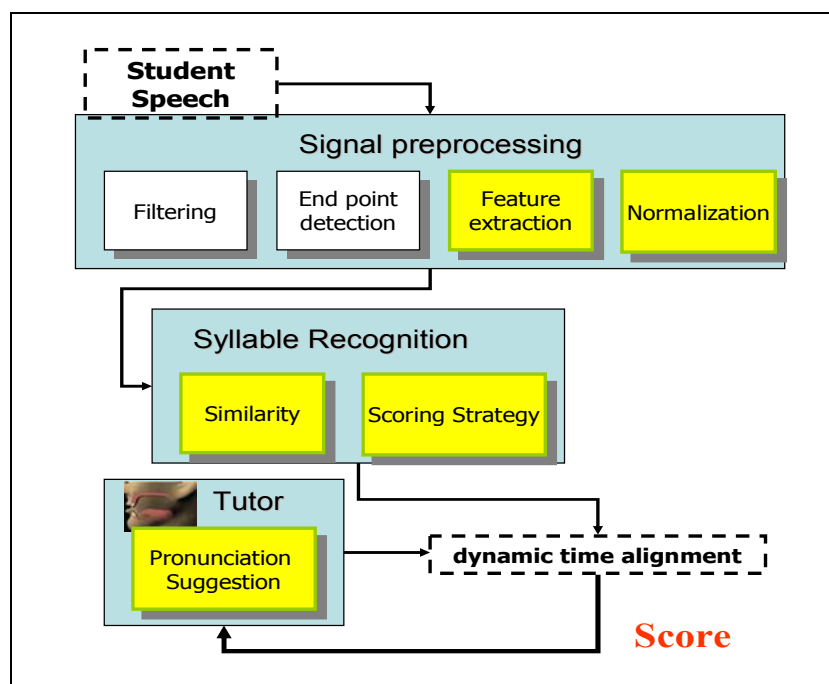 Student
Speech
Signal preprocessing
Filtering
End point
detection
Feature
extraction
Normalization
Syllable Recognition
Similarity
Scoring Strategy
Tutor
Pronunciation
Suggestion
dynamic time alignment
Score